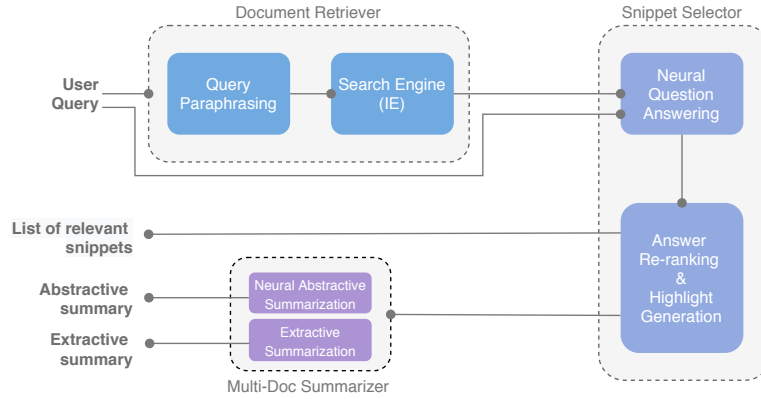 Document Retriever
Snippet Selector
User
Query
Query
Paraphrasing
Search Engine
(IE)
Neural
Question
Answering
List of relevant
snippets
Answer
Re-ranking
&
Highlight
Generation
Abstractive
summary
Neural Abstractive
Summarization
Extractive
summary
Extractive
Summarization
Multi-Doc Summarizer